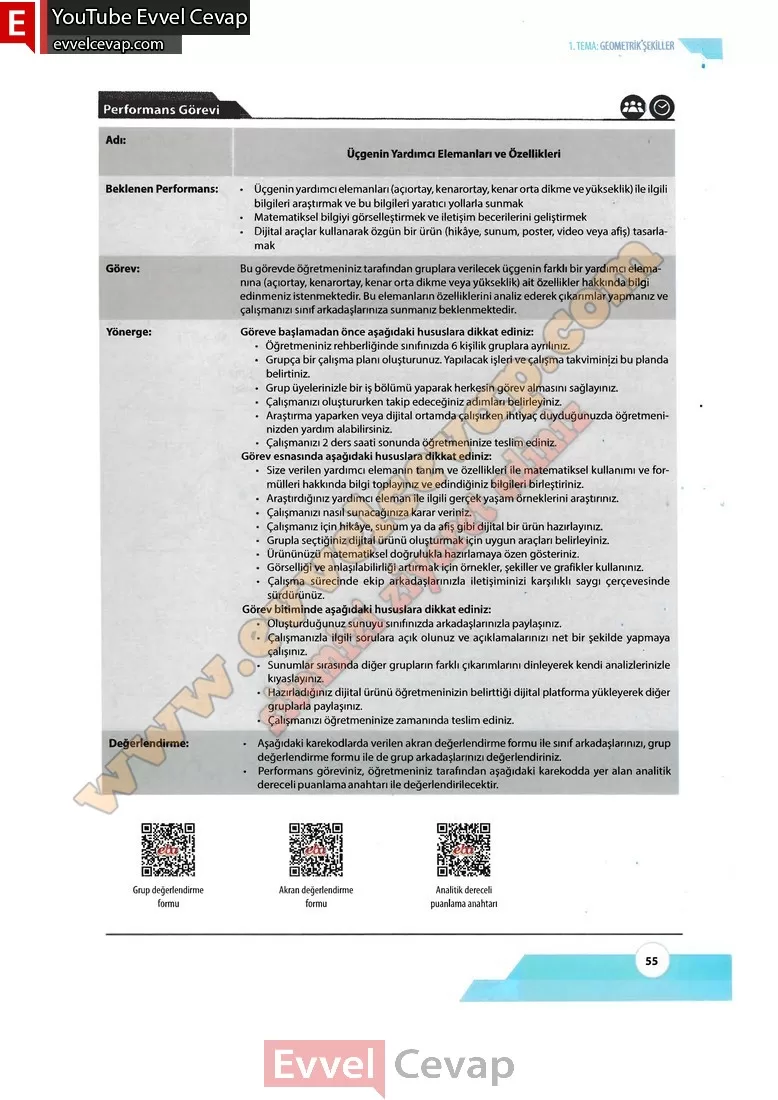 YouTube Evvel Cevap
evvelcevap.com
1. TEMA: GEOMETRİK ŞEKİLLER
Performans Görevi
Adı:
Üçgenin Yardımcı Elemanları ve Özellikleri
Beklenen Performans:
• Üçgenin yardımcı elemanları (açıortay, kenarortay, kenar orta dikme ve yükseklik) ile ilgili
bilgileri araştırmak ve bu bilgileri yaratıcı yollarla sunmak
• Matematiksel bilgiyi görselleştirmek ve iletişim becerilerini geliştirmek
• Dijital araçlar kullanarak özgün bir ürün (hikâye, sunum, poster, video veya afiş) tasarla-
mak
Görev:
Bu görevde öğretmeniniz tarafından gruplara verilecek üçgenin farklı bir yardımcı elema-
nına (açıortay, kenarortay, kenar orta dikme veya yükseklik) ait özellikler hakkında bilgi
edinmeniz istenmektedir. Bu elemanların özelliklerini analiz ederek çıkarımlar yapmanız ve
çalışmanızı sınıf arkadaşlarınıza sunmanız beklenmektedir.
Yönerge:
Göreve başlamadan önce aşağıdaki hususlara dikkat ediniz:
• Öğretmeniniz rehberliğinde sınıfınızda 6 kişilik gruplara ayrılınız.
• Grupça bir çalışma planı oluşturunuz. Yapılacak işleri ve çalışma takviminizi bu planda
belirtiniz.
• Grup üyelerinizle bir iş bölümü yaparak herkesin görev almasını sağlayınız.
• Çalışmanızı oluştururken takip edeceğiniz adımları belirleyiniz.
• Araştırma yaparken veya dijital ortamda çalışırken ihtiyaç duyduğunuzda öğretmeni-
nizden yardım alabilirsiniz.
• Çalışmanızı 2 ders saati sonunda öğretmeninize teslim ediniz.
Görev esnasında aşağıdaki hususlara dikkat ediniz:
• Size verilen yardımcı elemanın tanım ve özellikleri ile matematiksel kullanımı ve for-
mülleri hakkında bilgi toplayınız ve edindiğiniz bilgileri birleştiriniz.
• Araştırdığınız yardımcı eleman ile ilgili gerçek yaşam örneklerini araştırınız.
• Çalışmanızı nasıl sunacağınıza karar veriniz.
• Çalışmanız için hikâye, sunum ya da afiş gibi dijital bir ürün hazırlayınız.
• Grupla seçtiğiniz dijital ürünü oluşturmak için uygun araçları belirleyiniz.
• Ürününüzü matematiksel doğrulukla hazırlamaya özen gösteriniz.
• Görselliği ve anlaşılabilirliği artırmak için örnekler, şekiller ve grafikler kullanınız.
• Çalışma sürecinde ekip arkadaşlarınızla iletişiminizi karşılıklı saygı çerçevesinde
sürdürünüz.
Görev bitiminde aşağıdaki hususlara dikkat ediniz:
• Oluşturduğunuz sunuyu sınıfınızda arkadaşlarınızla paylaşınız.
• Çalışmanızla ilgili sorulara açık olunuz ve açıklamalarınızı net bir şekilde yapmaya
çalışınız.
• Sunumlar sırasında diğer grupların farklı çıkarımlarını dinleyerek kendi analizlerinizle
kıyaslayınız.
• Hazırladığınız dijital ürünü öğretmeninizin belirttiği dijital platforma yükleyerek diğer
gruplarla paylaşınız.
• Çalışmanızı öğretmeninize zamanında teslim ediniz.
Değerlendirme:
• Aşağıdaki karekodlarda verilen akran değerlendirme formu ile sınıf arkadaşlarınızı, grup
değerlendirme formu ile de grup arkadaşlarınızı değerlendiriniz.
• Performans göreviniz, öğretmeniniz tarafından aşağıdaki karekodda yer alan analitik
dereceli puanlama anahtarı ile değerlendirilecektir.
www.evvelcevap.com
sitemizi ziyaret ediniz
eba
eba
eba
Grup değerlendirme
formu
Akran değerlendirme
formu
Analitik dereceli
puanlama anahtarı
55
Evvel Cevap